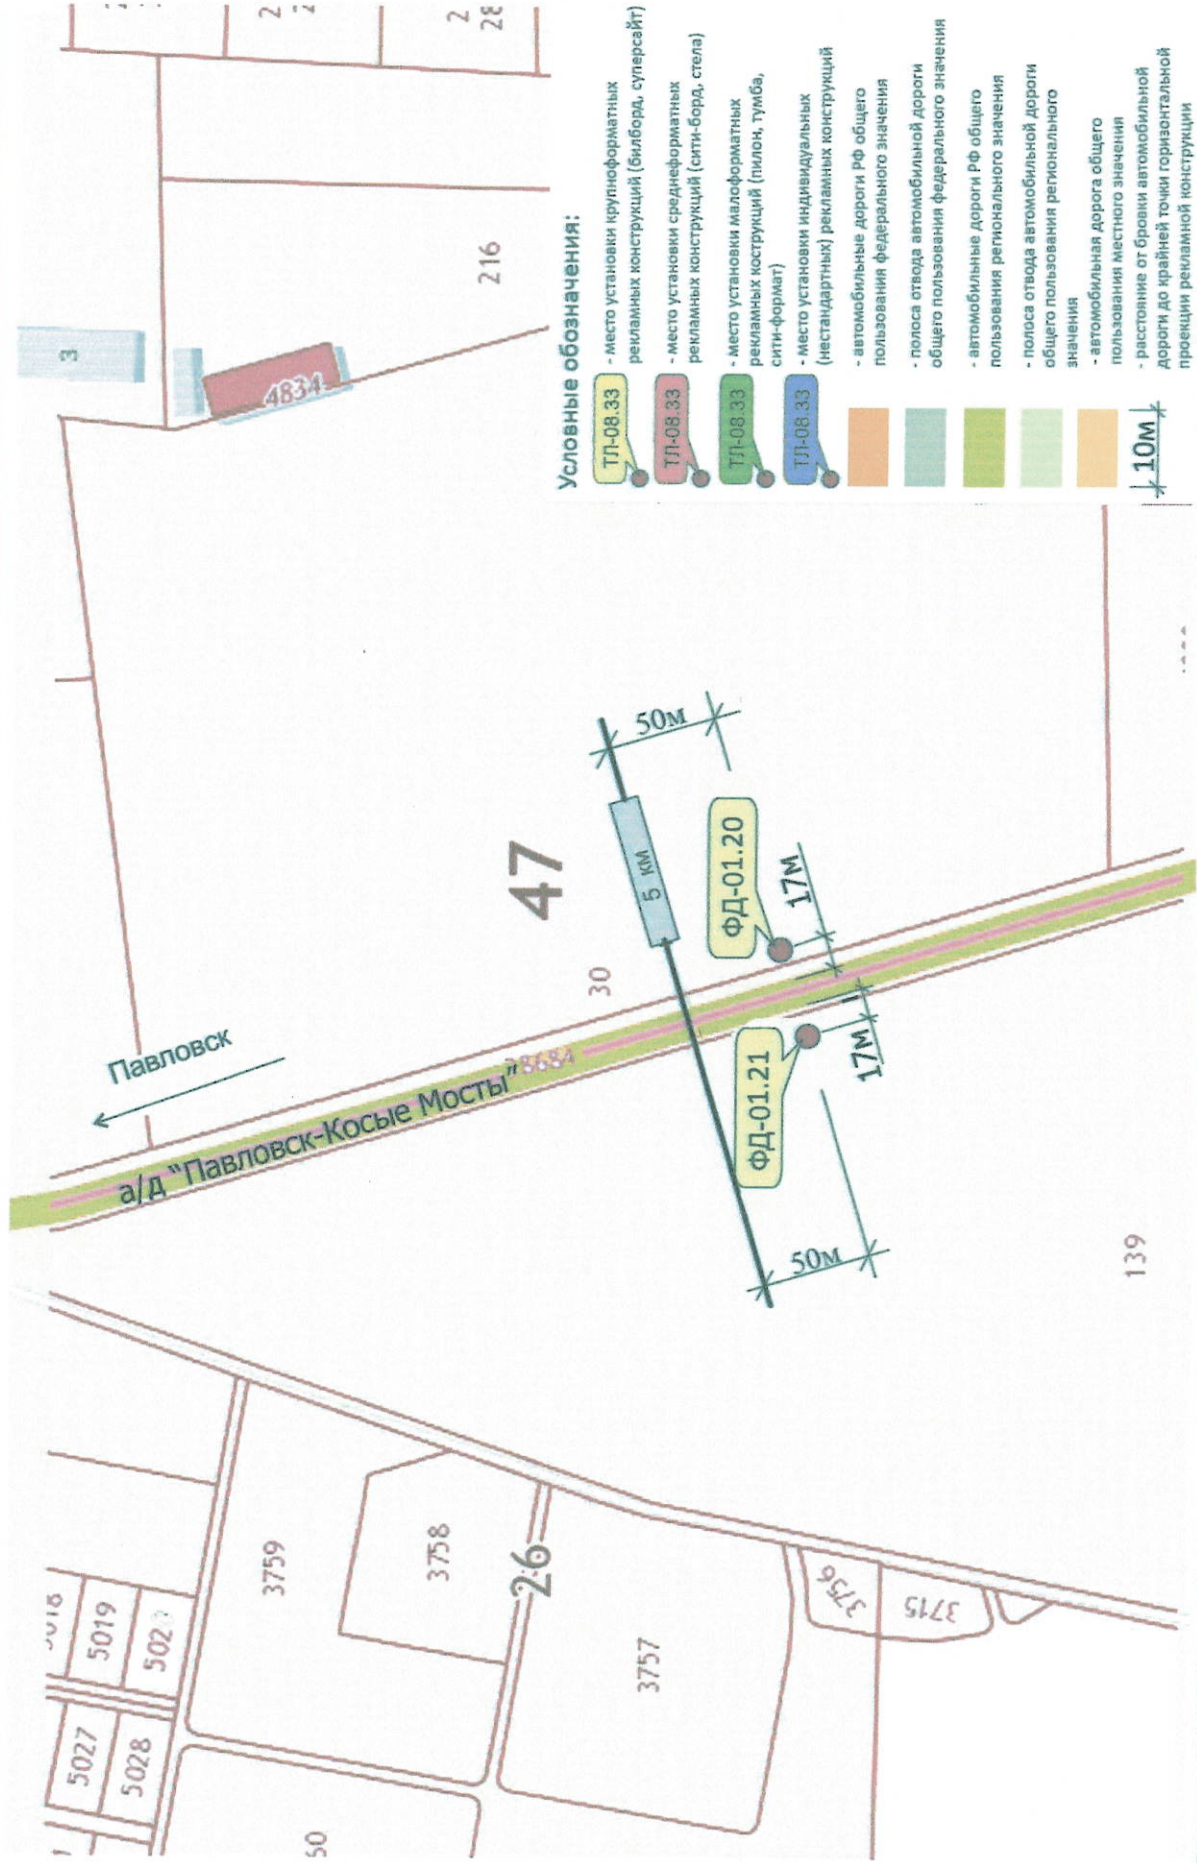 Павловск
а/д "Павловск-Косые Мосты"
28684
47
30
5 км
50м
ФД-01.20
17м
ФД-01.21
17м
50м
139
3
4834
216
2
2
28
5019
5027
5028
3759
3758
26
3757
3756
3715
Условные обозначения:
ТЛ-08.33
- место установки крупноформатных
рекламных конструкций (билборд, суперсайт)
ТЛ-08.33
- место установки среднеформатных
рекламных конструкций (сити-борд, стела)
ТЛ-08.33
- место установки малоформатных
рекламных кострукций (пилон, тумба,
сити-формат)
ТЛ-08.33
- место установки индивидуальных
(нестандартных) рекламных конструкций
- автомобильные дороги РФ общего
пользования федерального значения
- полоса отвода автомобильной дороги
общего пользования федерального значения
- автомобильные дороги РФ общего
пользования регионального значения
- полоса отвода автомобильной дороги
общего пользования регионального
значения
- автомобильная дорога общего
пользования местного значения
10м
- расстояние от бровки автомобильной
дороги до крайней точки горизонтальной
проекции рекламной конструкции